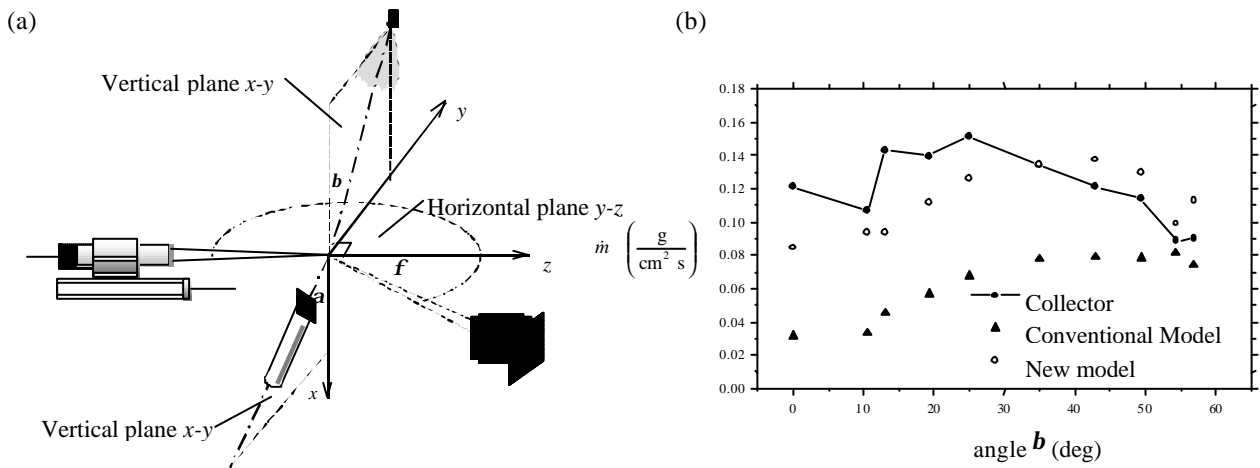 (a)
Vertical plane x-y
y
b
Horizontal plane y-z
z
f
a
x
Vertical plane x-y
(b)
0.18
0.16
0.14
0.12
0.10
0.08
0.06
0.04
0.02
0.00
ṁ (g / cm² s)
Collector
Conventional Model
New model
0 10 20 30 40 50 60
angle b (deg)